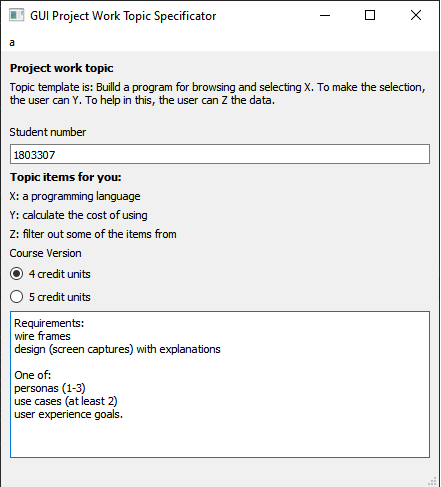 GUI Project Work Topic Specificator
a
Project work topic
Topic template is: Builld a program for browsing and selecting X. To make the selection,
the user can Y. To help in this, the user can Z the data.
Student number
1803307
Topic items for you:
X: a programming language
Y: calculate the cost of using
Z: filter out some of the items from
Course Version
4 credit units
5 credit units
Requirements:
wire frames
design (screen captures) with explanations
One of:
personas (1-3)
use cases (at least 2)
user experience goals.